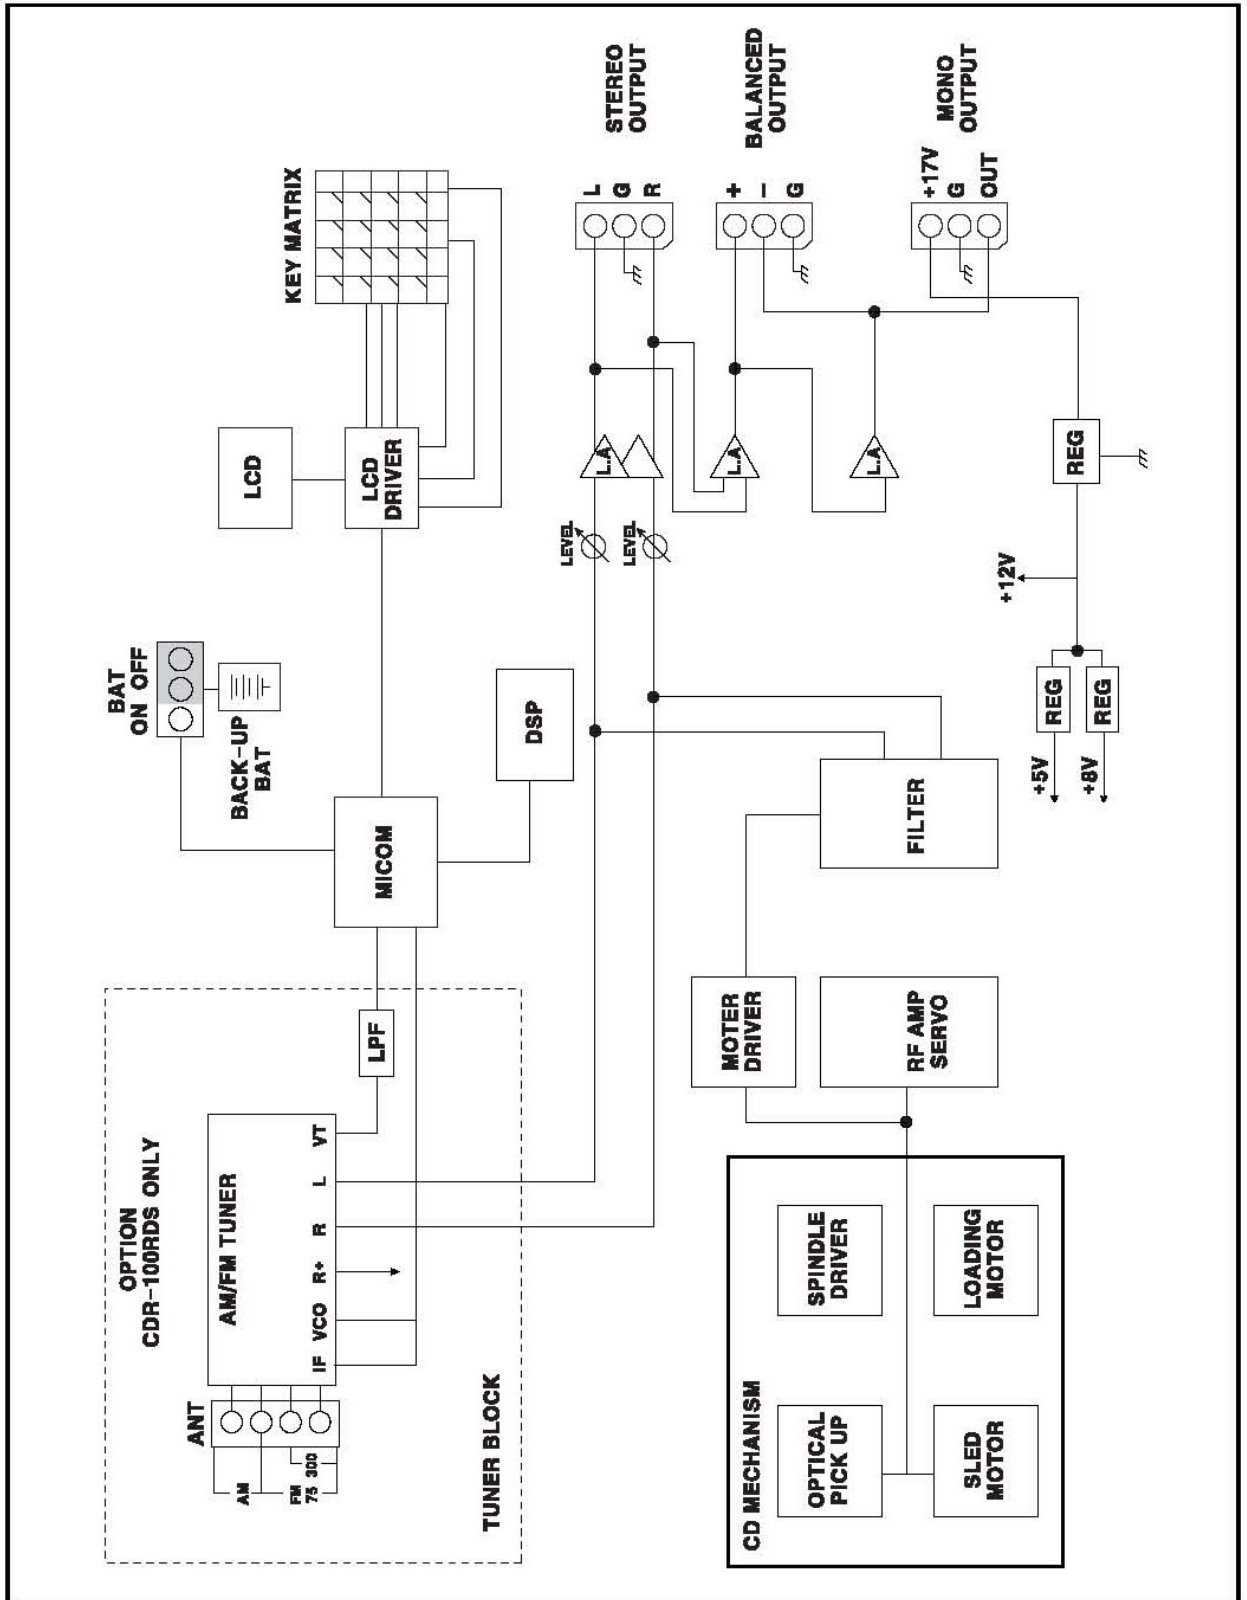 OPTION
CDR-100RDS ONLY
ANT
AM
FM
75 300
AM/FM TUNER
IF VCO R+ R L VT
LPF
TUNER BLOCK
BAT
ON OFF
BACK-UP
BAT
MICOM
DSP
LCD
LCD
DRIVER
KEY MATRIX
LEVEL
LEVEL
L.A
L.A
L.A
L
G
R
STEREO
OUTPUT
+
-
G
BALANCED
OUTPUT
+17V
G
OUT
MONO
OUTPUT
CD MECHANISM
OPTICAL
PICK UP
SPINDLE
DRIVER
SLED
MOTOR
LOADING
MOTOR
MOTER
DRIVER
RF AMP
SERVO
FILTER
+5V
+8V
REG
REG
+12V
REG